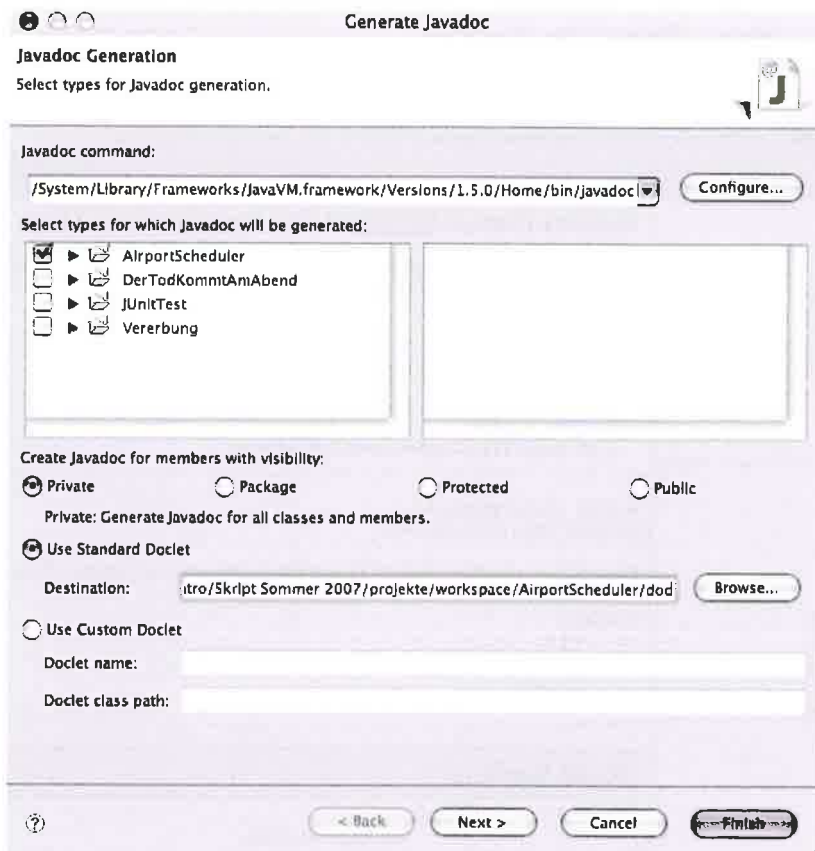 Generate Javadoc
Javadoc Generation
Select types for Javadoc generation.
@
J
Javadoc command:
/System/Library/Frameworks/JavaVM.framework/Versions/1.5.0/Home/bin/javadoc
Configure...
Select types for which Javadoc will be generated:
AirportScheduler
DerTodKommtAmAbend
JUnitTest
Vererbung
Create Javadoc for members with visibility:
Private Package Protected Public
Private: Generate Javadoc for all classes and members.
Use Standard Doclet
Destination: ntro/Skript Sommer 2007/projekte/workspace/AirportScheduler/dod Browse...
Use Custom Doclet
Doclet name:
Doclet class path:
? < Back Next > Cancel Finish